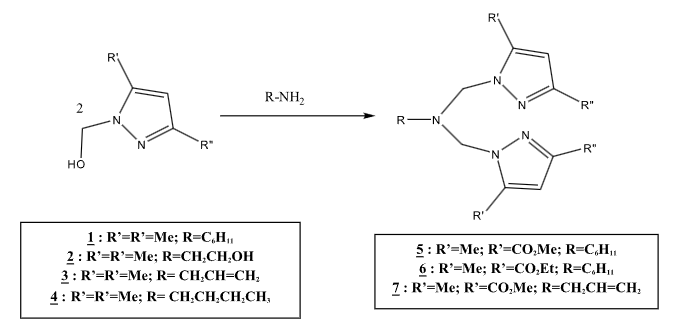 R'
2
N
N
R"
HO
R-NH₂
R'
N
N
R"
R
N
N
N
R"
R'
1 : R'=R'=Me; R=C₆H₁₁
2 : R'=R'=Me; R=CH₂CH₂OH
3 : R'=R'=Me; R= CH₂CH=CH₂
4 : R'=R'=Me; R= CH₂CH₂CH₂CH₃
5 : R'=Me; R'=CO₂Me; R=C₆H₁₁
6 : R'=Me; R'=CO₂Et; R=C₆H₁₁
7 : R'=Me; R'=CO₂Me; R=CH₂CH=CH₂